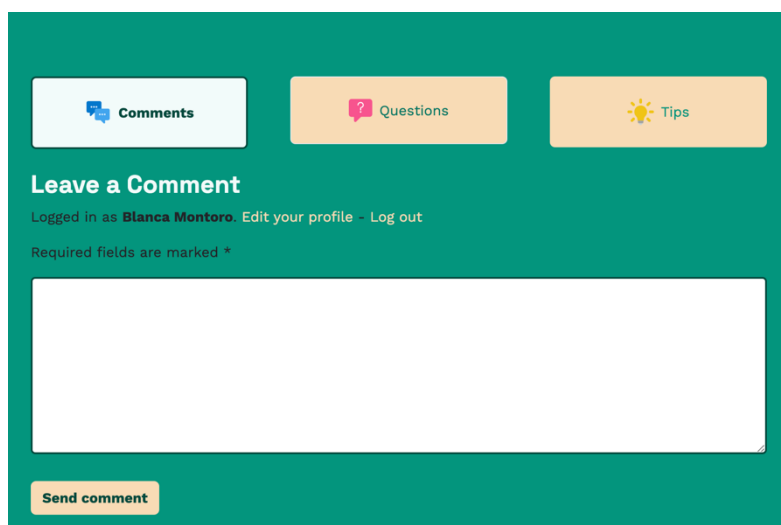 Comments
Questions
Tips
Leave a Comment
Logged in as Blanca Montoro. Edit your profile - Log out
Required fields are marked *
Send comment